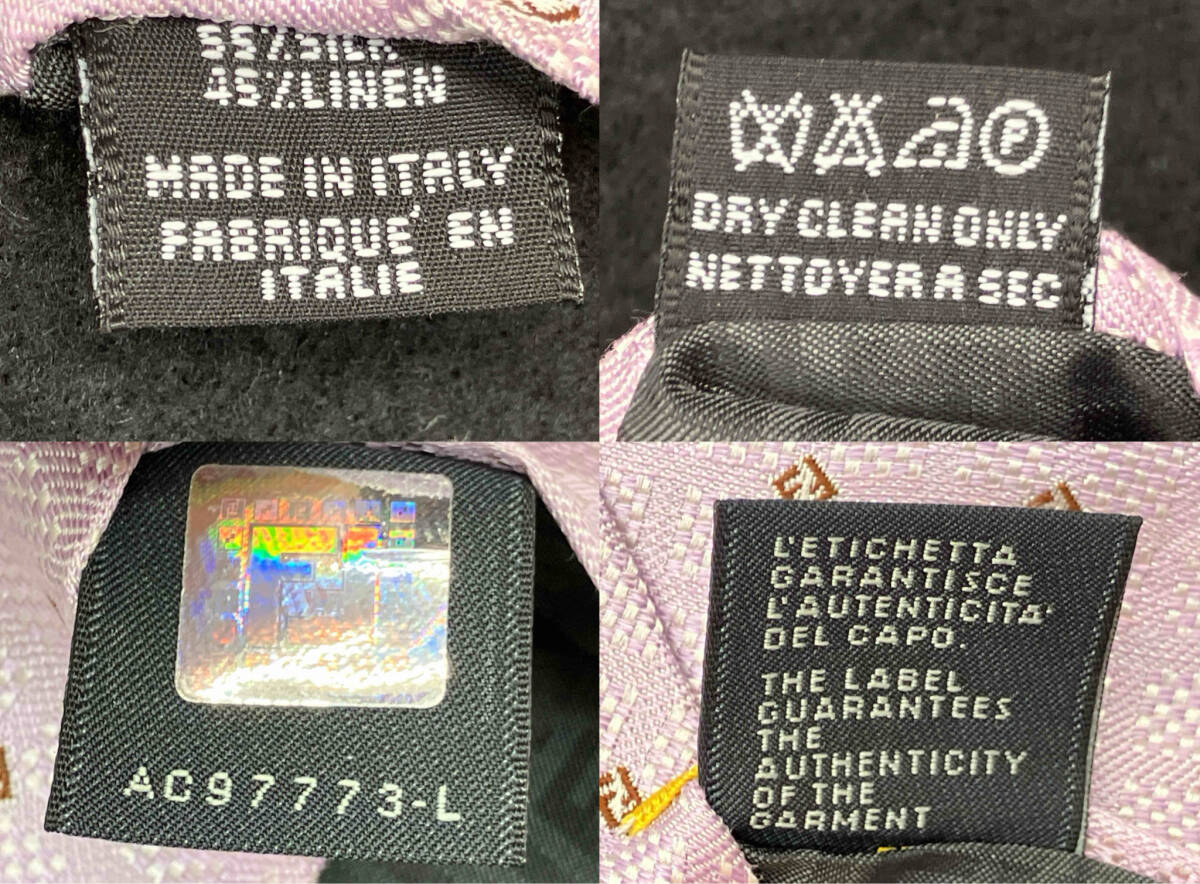 55%SILK
45%LINEN
MADE IN ITALY
FABRIQUE' EN
ITALIE
P
DRY CLEAN ONLY
NETTOYER A SEC
F
AC97773-L
L'ETICHETTA
GARANTISCE
L'AUTENTICITA'
DEL CAPO.
THE LABEL
GUARANTEES
THE
AUTHENTICITY
OF THE
GARMENT